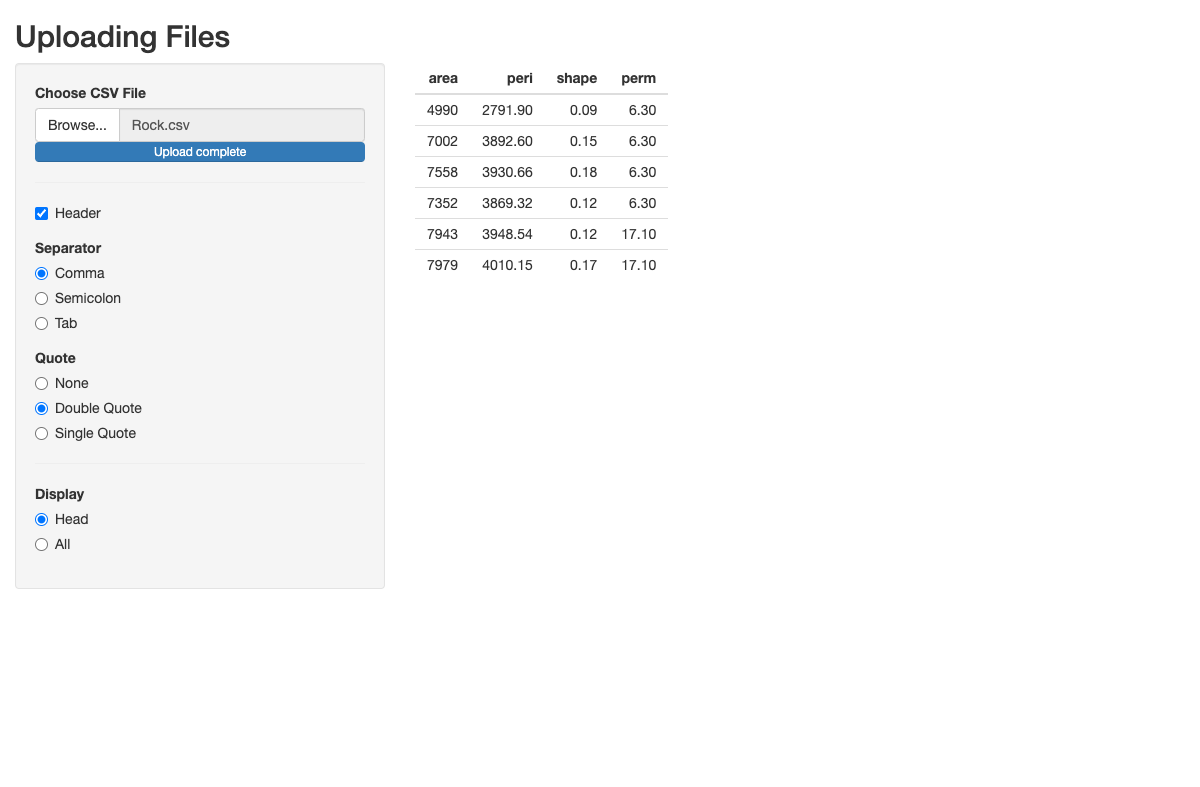 Uploading Files
Choose CSV File
Browse... Rock.csv
Upload complete
Header
Separator
Comma
Semicolon
Tab
Quote
None
Double Quote
Single Quote
Display
Head
All
area peri shape perm
4990 2791.90 0.09 6.30
7002 3892.60 0.15 6.30
7558 3930.66 0.18 6.30
7352 3869.32 0.12 6.30
7943 3948.54 0.12 17.10
7979 4010.15 0.17 17.10